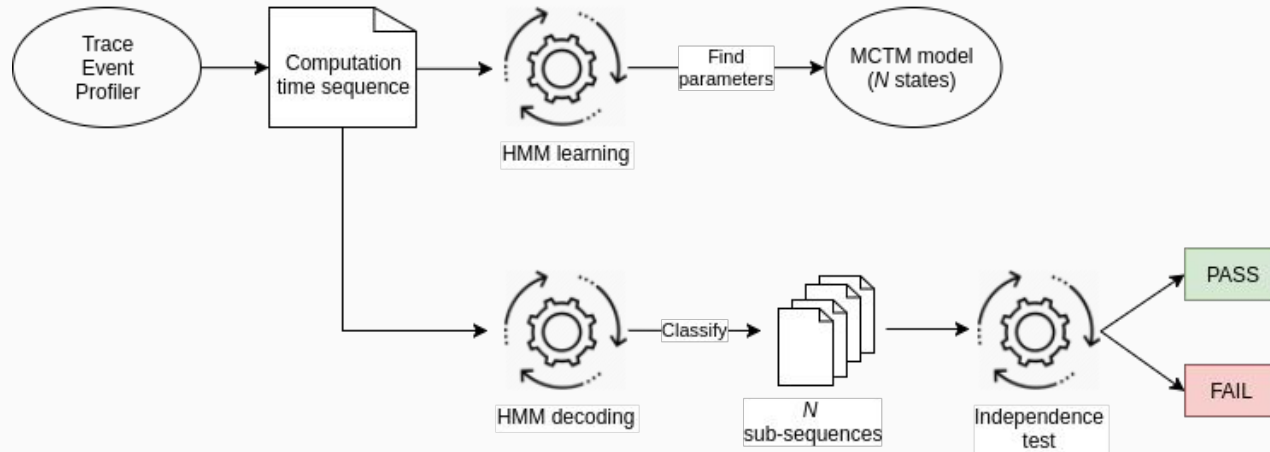 Trace
Event
Profiler
Computation
time sequence
HMM learning
Find
parameters
MCTM model
(N states)
HMM decoding
Classify
N
sub-sequences
Independence
test
PASS
FAIL